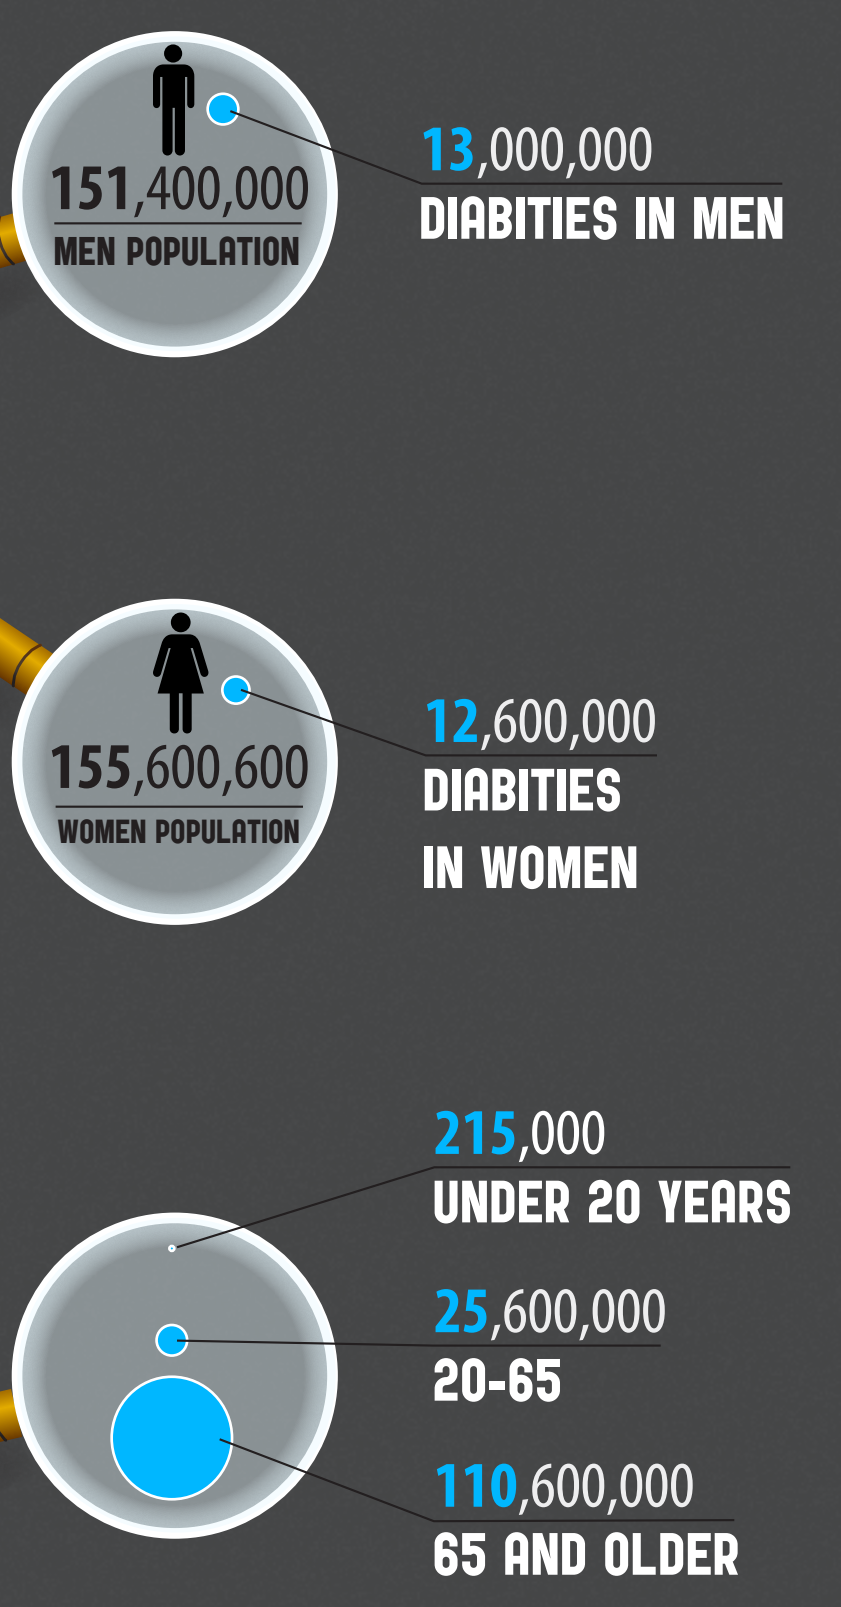 151,400,000
MEN POPULATION
13,000,000
DIABITIES IN MEN
155,600,600
WOMEN POPULATION
12,600,000
DIABITIES
IN WOMEN
215,000
UNDER 20 YEARS
25,600,000
20-65
110,600,000
65 AND OLDER